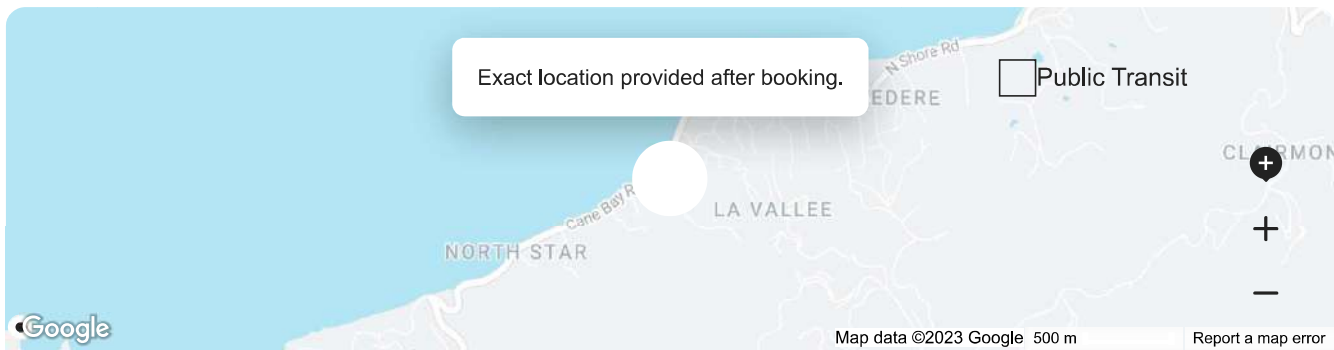 N Shore Rd
Exact location provided after booking.
Public Transit
EDERE
Cane Bay R
LA VALLEE
NORTH STAR
Google
Map data ©2023 Google
500 m
Report a map error